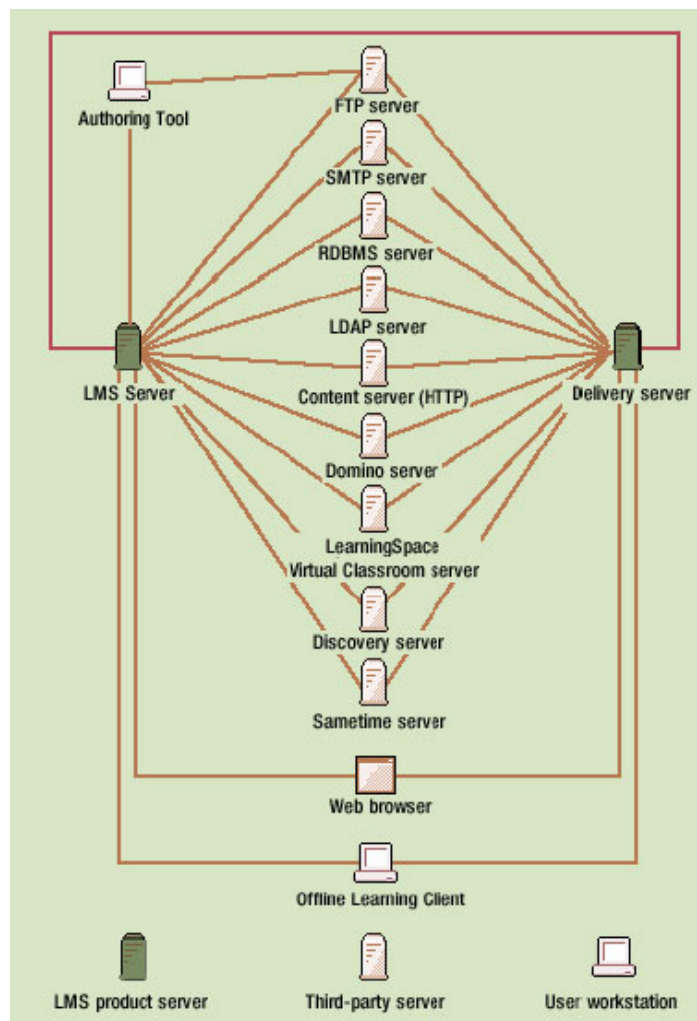 FTP server
Authoring Tool
SMTP server
RDBMS server
LDAP server
LMS Server
Content server (HTTP)
Delivery server
Domino server
LearningSpace
Virtual Classroom server
Discovery server
Sametime server
Web browser
Offline Learning Client
LMS product server
Third-party server
User workstation